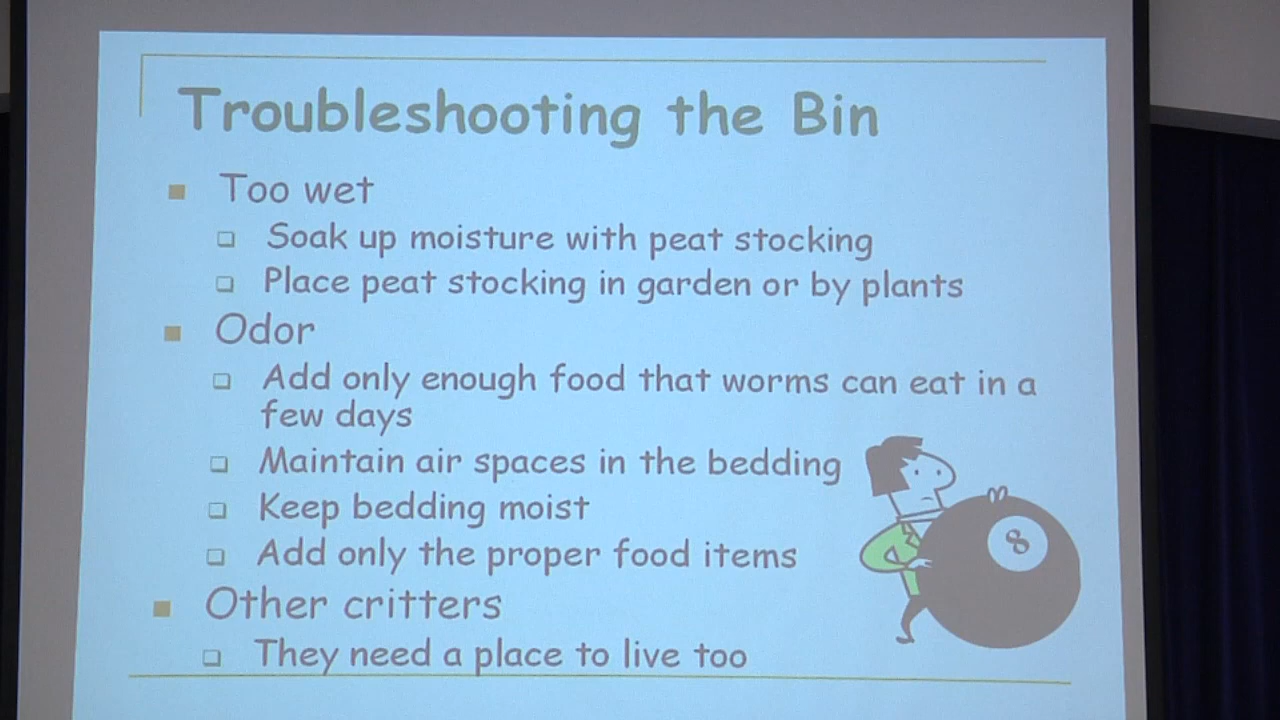 Troubleshooting the Bin
Too wet
Soak up moisture with peat stocking
Place peat stocking in garden or by plants
Odor
Add only enough food that worms can eat in a
few days
Maintain air spaces in the bedding
Keep bedding moist
Add only the proper food items
Other critters
They need a place to live too
8